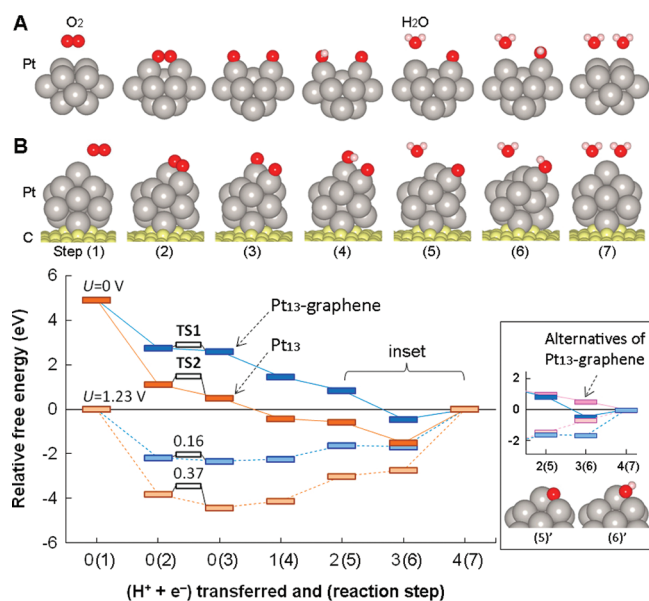 A O2 H2O
Pt
B
Pt
C
Step (1) (2) (3) (4) (5) (6) (7)
Relative free energy (eV)
6
4
2
0
-2
-4
-6
U=0 V
TS1
Pt13-graphene
TS2
Pt13
inset
U=1.23 V
0.16
0.37
0(1) 0(2) 0(3) 1(4) 2(5) 3(6) 4(7)
(H+ + e–) transferred and (reaction step)
Alternatives of
Pt13-graphene
2
0
-2
2(5) 3(6) 4(7)
(5)′ (6)′